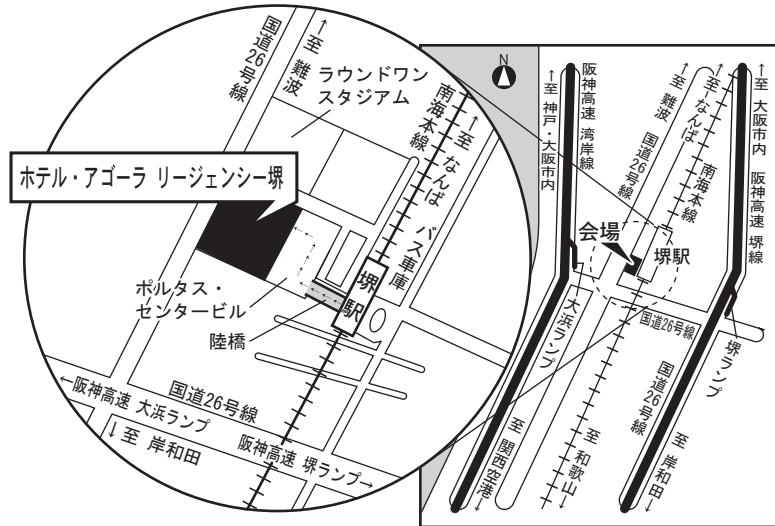 国道26号線
↑至 難波
ラウンドワン
スタジアム
南海本線
↑至 なんば
バス車庫
ホテル・アゴーラ リージェンシー堺
ポルタス・
センタービル
陸橋
堺駅
国道26号線
←阪神高速 大浜ランプ
↓至 岸和田
阪神高速 堺ランプ→
N
↑至 神戸・大阪市内
阪神高速 湾岸線
↑至 難波
国道26号線
↑至 なんば
南海本線
↑至 大阪市内
阪神高速 堺線
会場
堺駅
大浜ランプ
国道26号線
堺ランプ
国道26号線
至 関西空港↓
至 和歌山↓
至 岸和田↓